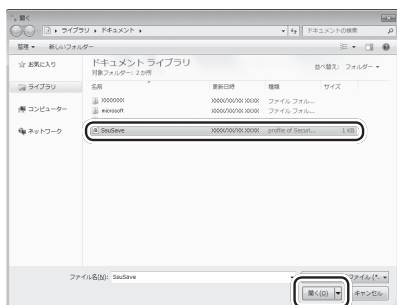 開く
ライブラリ ▸ ドキュメント ▸
ドキュメントの検索
整理 ▾ 新しいフォルダー
お気に入り
ライブラリ
コンピューター
ネットワーク
ドキュメント ライブラリ
対象フォルダー: 2か所
並べ替え: フォルダー ▾
名前 更新日時 種類 サイズ
XXXXXXX XXXX/XX/XX XX:XX ファイル フォル...
microsoft XXXX/XX/XX XX:XX ファイル フォル...
SsuSave XXXX/XX/XX XX:XX profile of Securi... 1 KB
ファイル名(N): SsuSave
ファイル (*.
開く(O) キャンセル